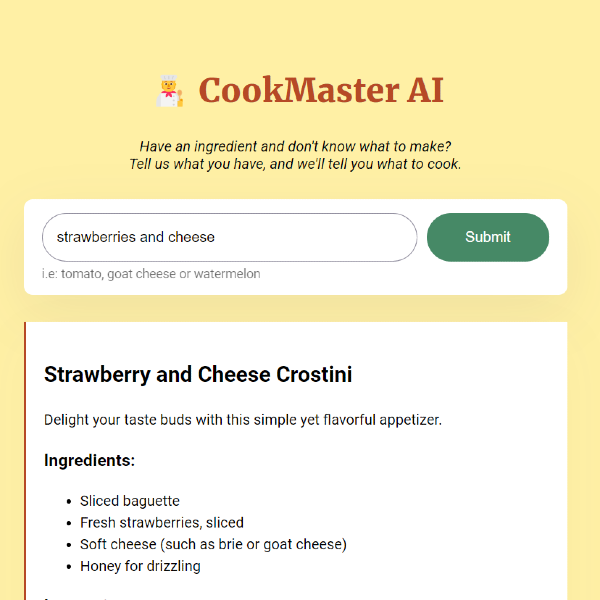 CookMaster AI
Have an ingredient and don't know what to make?
Tell us what you have, and we'll tell you what to cook.
strawberries and cheese
Submit
i.e: tomato, goat cheese or watermelon
Strawberry and Cheese Crostini
Delight your taste buds with this simple yet flavorful appetizer.
Ingredients:
Sliced baguette
Fresh strawberries, sliced
Soft cheese (such as brie or goat cheese)
Honey for drizzling